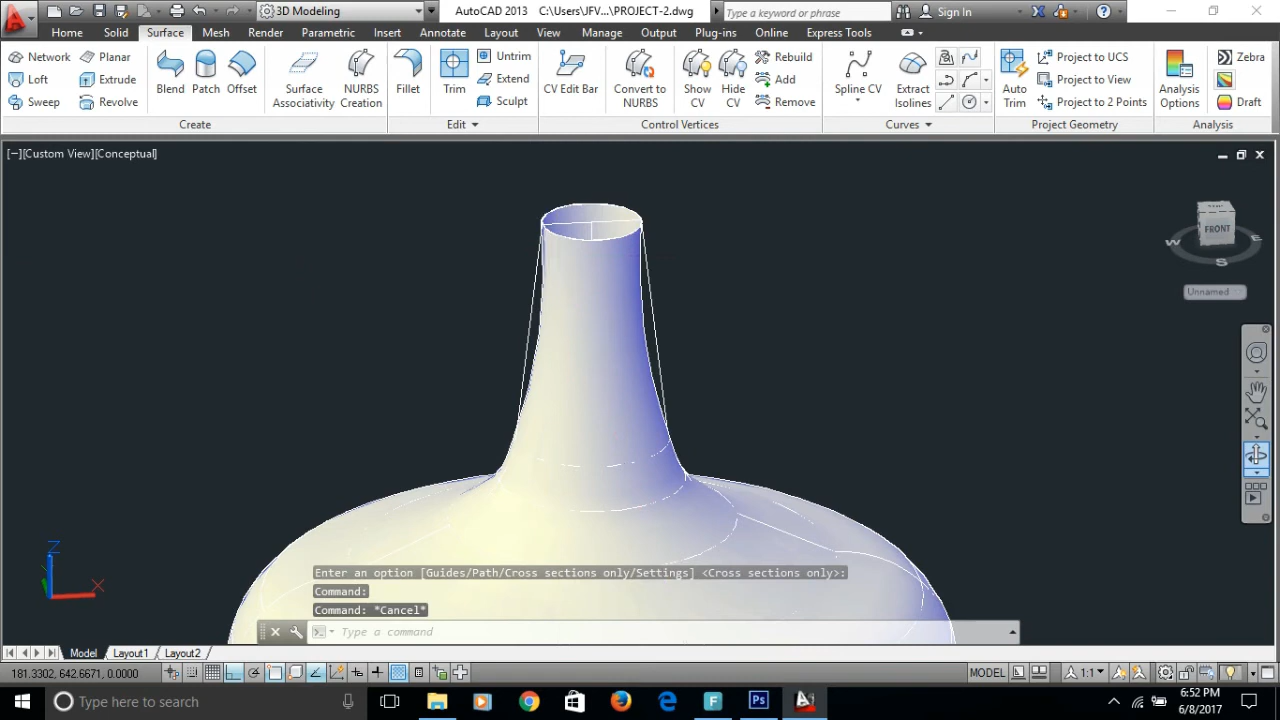 3D Modeling AutoCAD 2013 C:\Users\JFV...\PROJECT-2.dwg Type a keyword or phrase Sign In
Home Solid Surface Mesh Render Parametric Insert Annotate Layout View Manage Output Plug-ins Online Express Tools
Network Planar Untrim Rebuild Project to UCS Zebra
Loft Extrude Extend Add Project to View
Blend Patch Offset Surface NURBS Fillet Trim CV Edit Bar Convert to Show Hide Spline CV Extract Auto Analysis
Associativity Creation NURBS CV CV Isolines Trim Options
Sweep Revolve Sculpt Remove Project to 2 Points Draft
Create Edit Control Vertices Curves Project Geometry Analysis
[−][Custom View][Conceptual]
FRONT
W E
S
Unnamed
Z
X
Enter an option [Guides/Path/Cross sections only/Settings] <Cross sections only>:
Command:
Command: *Cancel*
Type a command
Model Layout1 Layout2
181.3302, 642.6671, 0.0000 MODEL 1:1
Type here to search F Ps 6:52 PM
6/8/2017